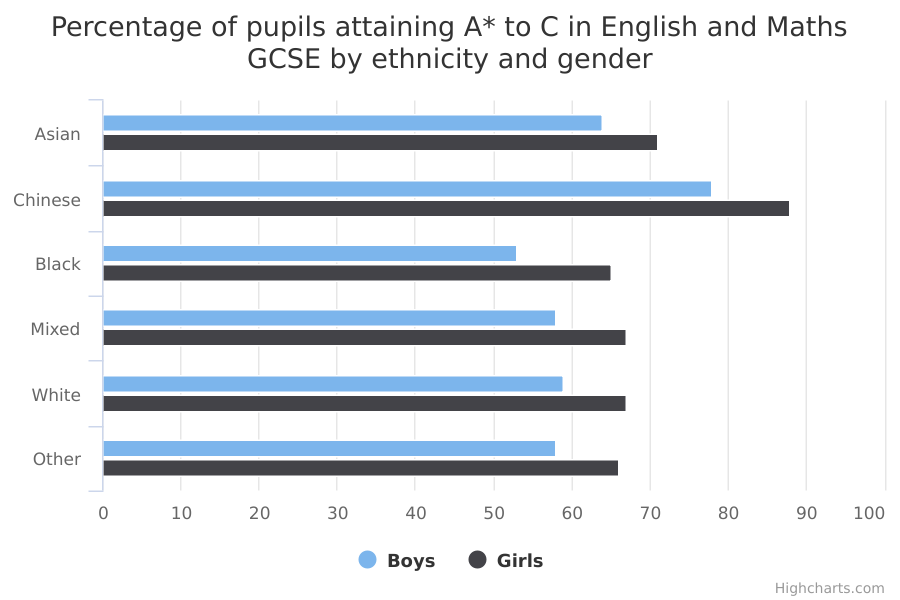 Percentage of pupils attaining A* to C in English and Maths
GCSE by ethnicity and gender
Asian
Chinese
Black
Mixed
White
Other
0 10 20 30 40 50 60 70 80 90 100
Boys Girls
Highcharts.com